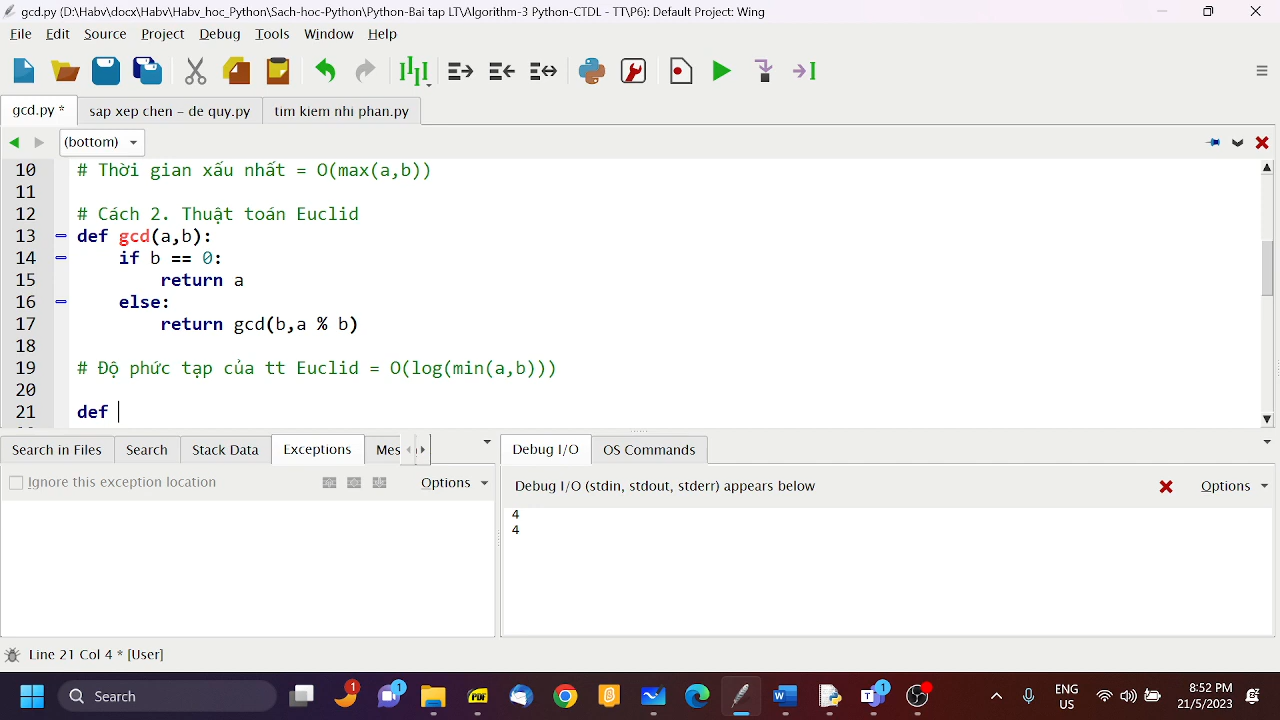 gcd.py (D:\Habv\docx\Habv\Habv_hoc_Python\Sach-hoc-Python\Python-Bai tap LT\Algorithm-3 Python-CTDL - TT\P6): Default Project: Wing
File Edit Source Project Debug Tools Window Help
gcd.py * sap xep chen – de quy.py tim kiem nhi phan.py
(bottom)
10 # Thời gian xấu nhất = O(max(a,b))
11
12 # Cách 2. Thuật toán Euclid
13 def gcd(a,b):
14 if b == 0:
15 return a
16 else:
17 return gcd(b,a % b)
18
19 # Độ phức tạp của tt Euclid = O(log(min(a,b)))
20
21 def
Search in Files Search Stack Data Exceptions Mes Debug I/O OS Commands
Ignore this exception location Options Debug I/O (stdin, stdout, stderr) appears below Options
4
4
Line 21 Col 4 * [User]
Search 1 1 PDF 1 ENG US 8:52 PM 21/5/2023